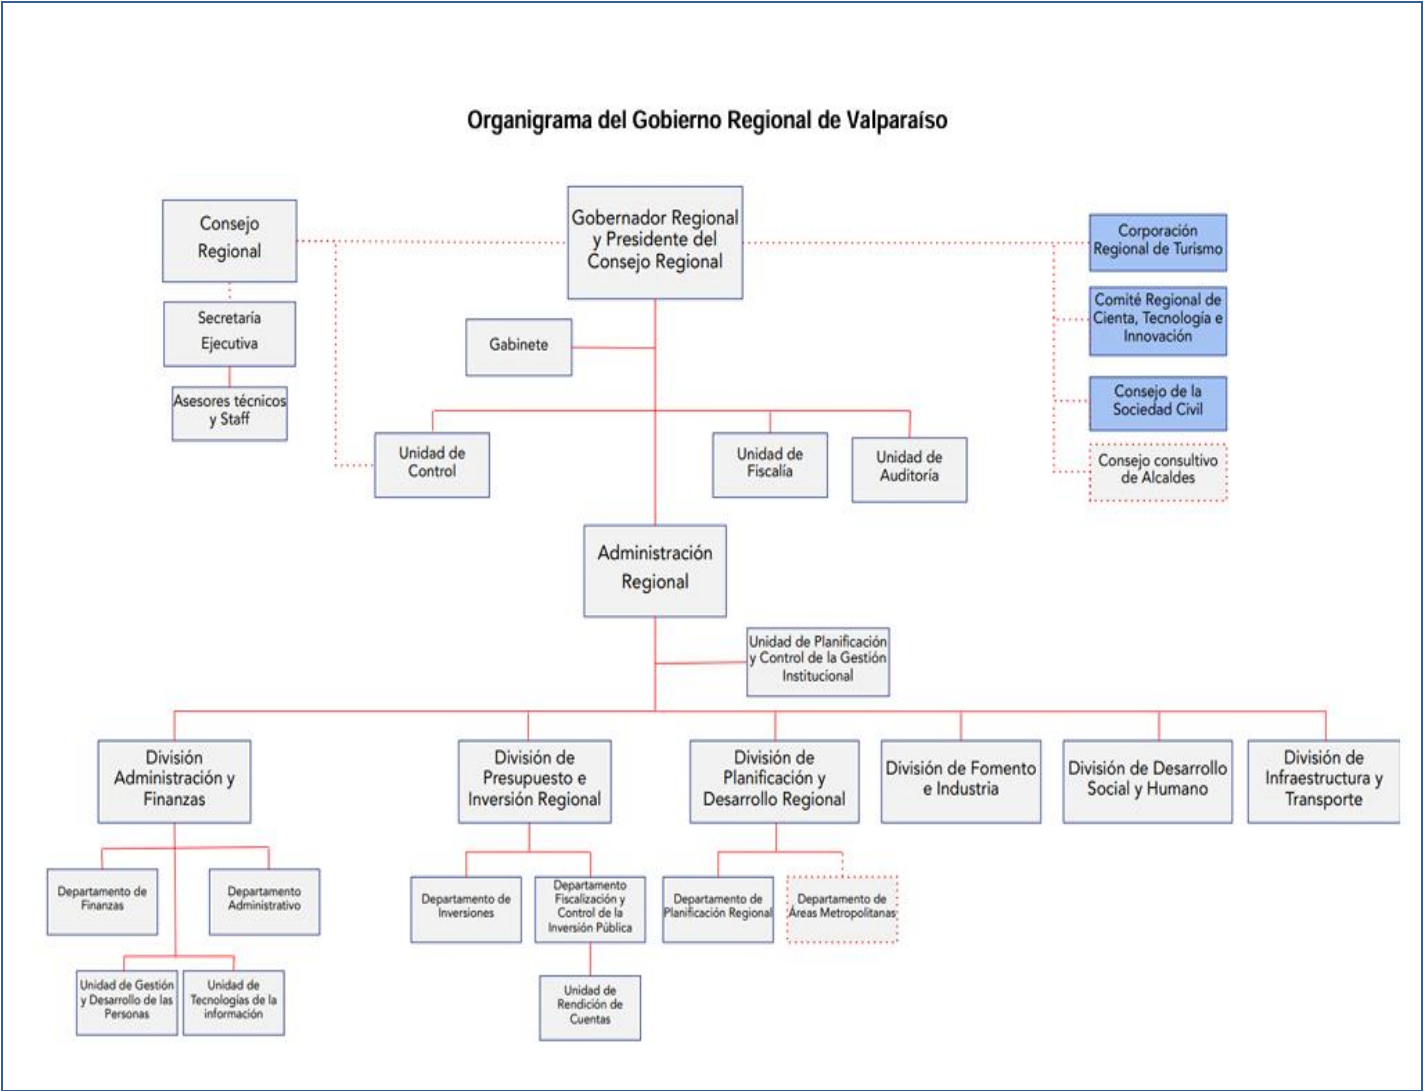 Organigrama del Gobierno Regional de Valparaíso
Consejo
Regional
Gobernador Regional
y Presidente del
Consejo Regional
Corporación
Regional de Turismo
Secretaría
Ejecutiva
Gabinete
Comité Regional de
Cienta, Tecnología e
Innovación
Asesores técnicos
y Staff
Consejo de la
Sociedad Civil
Unidad de
Control
Unidad de
Fiscalía
Unidad de
Auditoría
Consejo consultivo
de Alcaldes
Administración
Regional
Unidad de Planificación
y Control de la Gestión
Institucional
División
Administración y
Finanzas
División de
Presupuesto e
Inversión Regional
División de
Planificación y
Desarrollo Regional
División de Fomento
e Industria
División de Desarrollo
Social y Humano
División de
Infraestructura y
Transporte
Departamento de
Finanzas
Departamento
Administrativo
Departamento de
Inversiones
Departamento
Fiscalización y
Control de la
Inversión Pública
Departamento de
Planificación Regional
Departamento de
Áreas Metropolitanas
Unidad de Gestión
y Desarrollo de las
Personas
Unidad de
Tecnologías de la
información
Unidad de
Rendición de
Cuentas